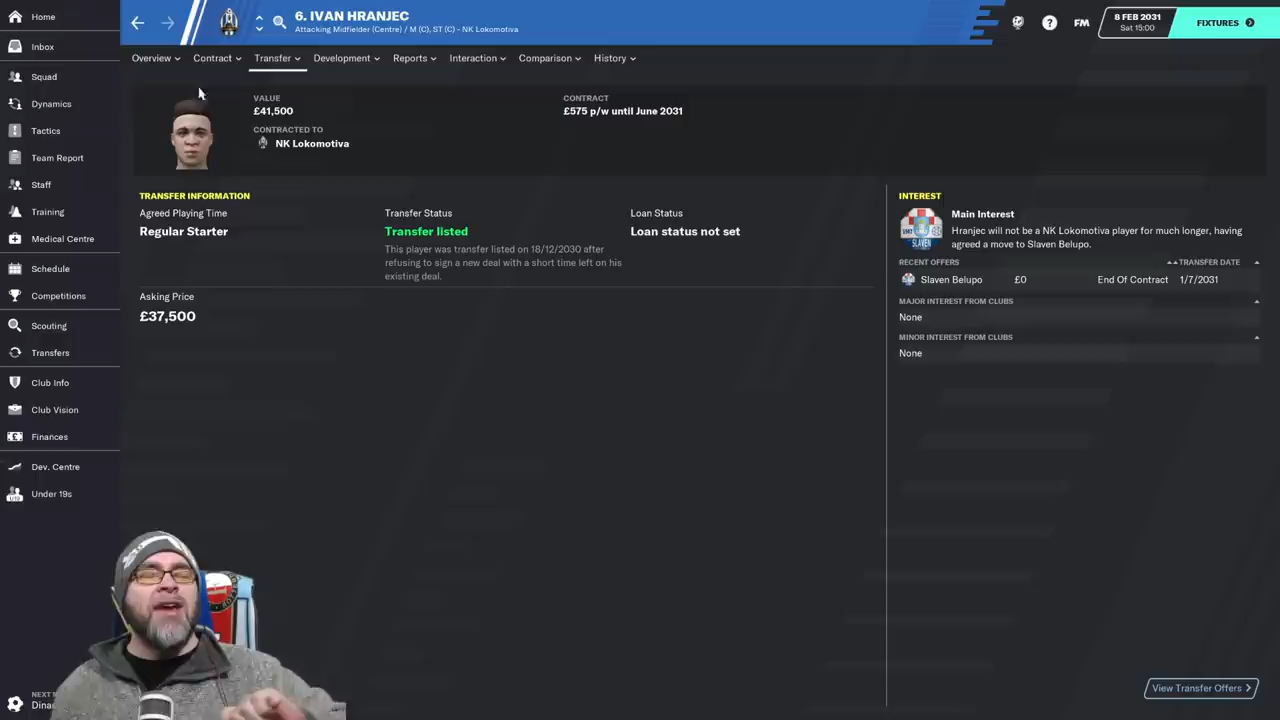 Home
Inbox
Squad
Dynamics
Tactics
Team Report
Staff
Training
Medical Centre
Schedule
Competitions
Scouting
Transfers
Club Info
Club Vision
Finances
Dev. Centre
Under 19s
6. IVAN HRANJEC
Attacking Midfielder (Centre) / M (C), ST (C) - NK Lokomotiva
FM
8 FEB 2031
Sat 15:00
FIXTURES
Overview
Contract
Transfer
Development
Reports
Interaction
Comparison
History
VALUE
£41,500
CONTRACTED TO
NK Lokomotiva
CONTRACT
£575 p/w until June 2031
TRANSFER INFORMATION
Agreed Playing Time
Regular Starter
Transfer Status
Transfer listed
This player was transfer listed on 18/12/2030 after
refusing to sign a new deal with a short time left on his
existing deal.
Loan Status
Loan status not set
Asking Price
£37,500
INTEREST
SLAVEN
Main Interest
Hranjec will not be a NK Lokomotiva player for much longer, having
agreed a move to Slaven Belupo.
RECENT OFFERS
TRANSFER DATE
Slaven Belupo £0 End Of Contract 1/7/2031
MAJOR INTEREST FROM CLUBS
None
MINOR INTEREST FROM CLUBS
None
View Transfer Offers